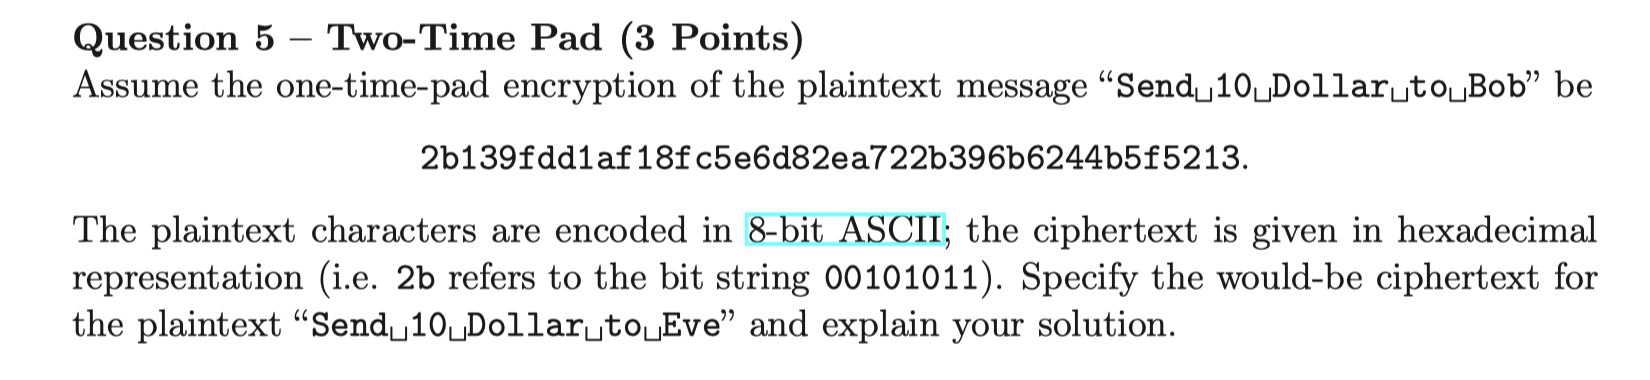 Question 5 – Two-Time Pad (3 Points)
Assume the one-time-pad encryption of the plaintext message “Send␣10␣Dollar␣to␣Bob” be
2b139fdd1af18fc5e6d82ea722b396b6244b5f5213.
The plaintext characters are encoded in 8-bit ASCII; the ciphertext is given in hexadecimal
representation (i.e. 2b refers to the bit string 00101011). Specify the would-be ciphertext for
the plaintext “Send␣10␣Dollar␣to␣Eve” and explain your solution.